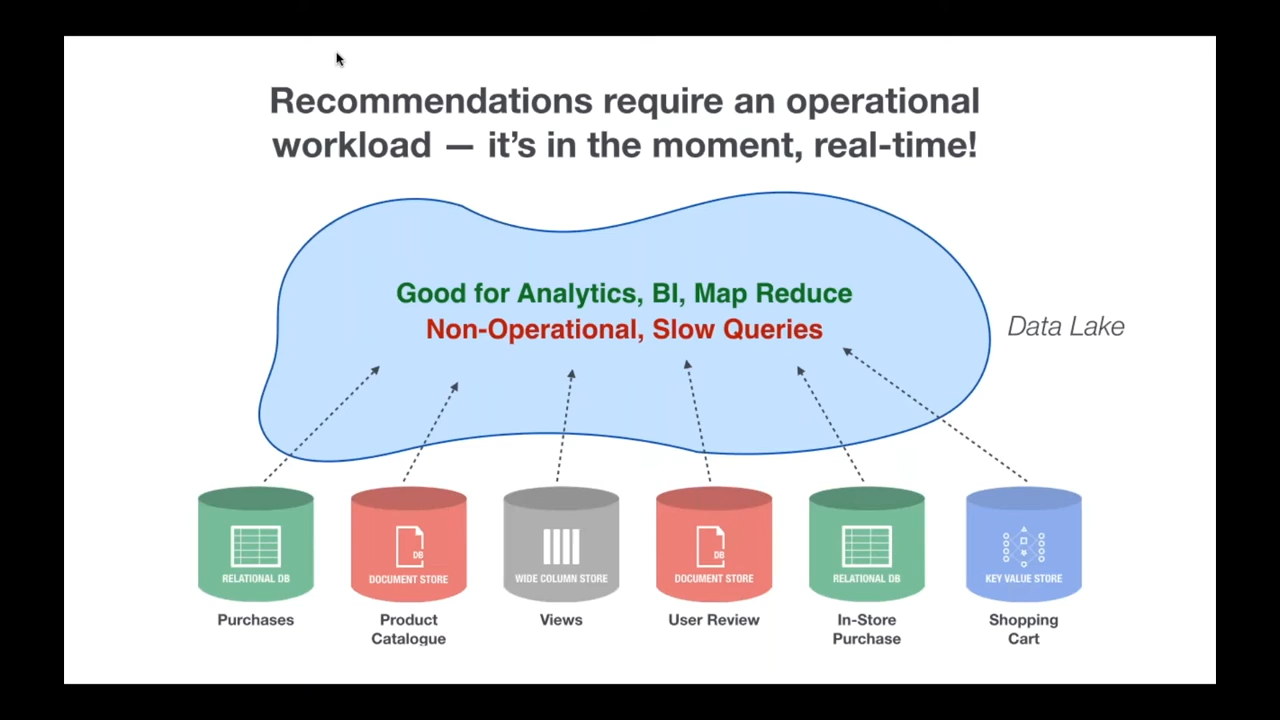 Recommendations require an operational
workload — it's in the moment, real-time!
Good for Analytics, BI, Map Reduce
Non-Operational, Slow Queries
Data Lake
DB
DB
RELATIONAL DB
DOCUMENT STORE
WIDE COLUMN STORE
DOCUMENT STORE
RELATIONAL DB
KEY VALUE STORE
Purchases
Product
Catalogue
Views
User Review
In-Store
Purchase
Shopping
Cart